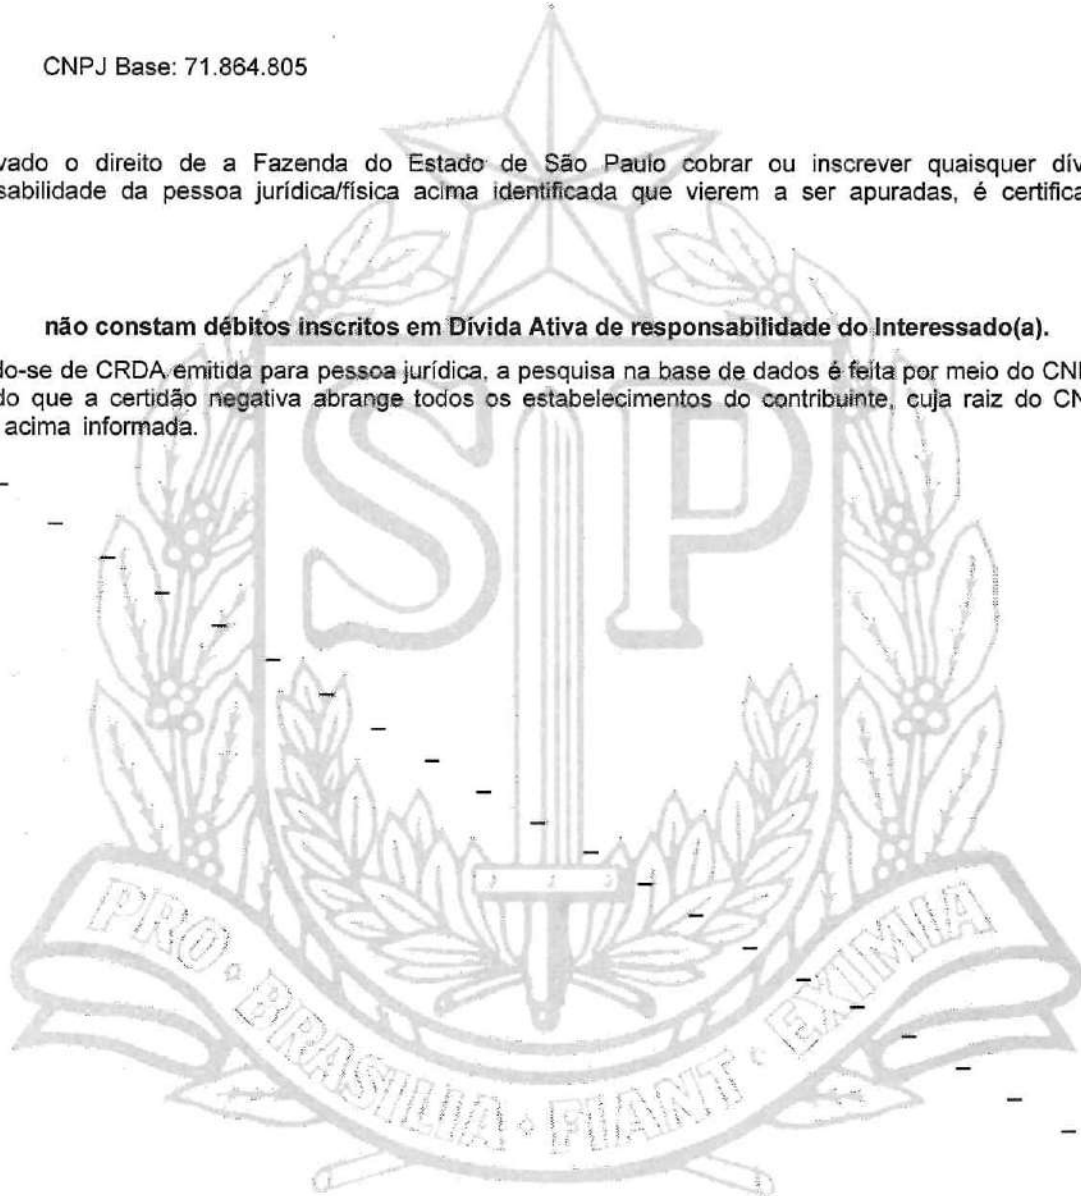 CNPJ Base: 71.864.805
vado o direito de a Fazenda do Estado de São Paulo cobrar ou inscrever quaisquer dív
sabilidade da pessoa jurídica/física acima identificada que vierem a ser apuradas, é certifica
não constam débitos inscritos em Dívida Ativa de responsabilidade do Interessado(a).
do-se de CRDA emitida para pessoa jurídica, a pesquisa na base de dados é feita por meio do CN
do que a certidão negativa abrange todos os estabelecimentos do contribuinte, cuja raiz do CN
acima informada.
SP
PRO BRASILIA FIANT EXIMIA